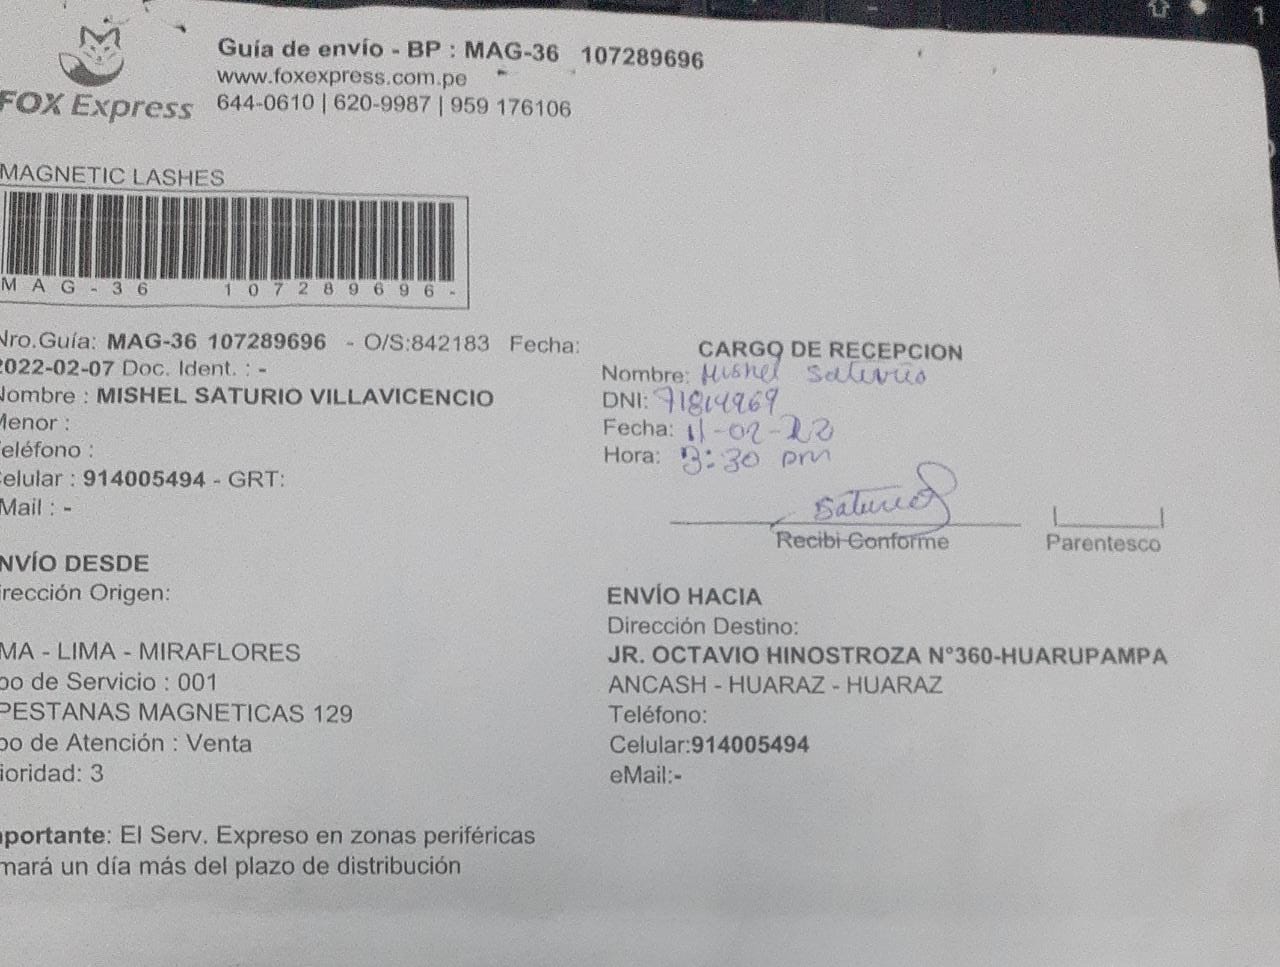 FOX Express
Guía de envío - BP : MAG-36 107289696
www.foxexpress.com.pe
644-0610 | 620-9987 | 959 176106
MAGNETIC LASHES
MAG-36 107289696-
Nro.Guía: MAG-36 107289696 - O/S:842183 Fecha:
2022-02-07 Doc. Ident. : -
Nombre : MISHEL SATURIO VILLAVICENCIO
Menor :
eléfono :
Celular : 914005494 - GRT:
Mail : -
CARGO DE RECEPCION
Nombre: Mishel Saturio
DNI: 71814969
Fecha: 11-02-22
Hora: 3:30 pm
Recibi Conforme
Parentesco
NVÍO DESDE
irección Origen:
MA - LIMA - MIRAFLORES
po de Servicio : 001
PESTANAS MAGNETICAS 129
po de Atención : Venta
ioridad: 3
ENVÍO HACIA
Dirección Destino:
JR. OCTAVIO HINOSTROZA N°360-HUARUPAMPA
ANCASH - HUARAZ - HUARAZ
Teléfono:
Celular:914005494
eMail:-
portante: El Serv. Expreso en zonas periféricas
mará un día más del plazo de distribución